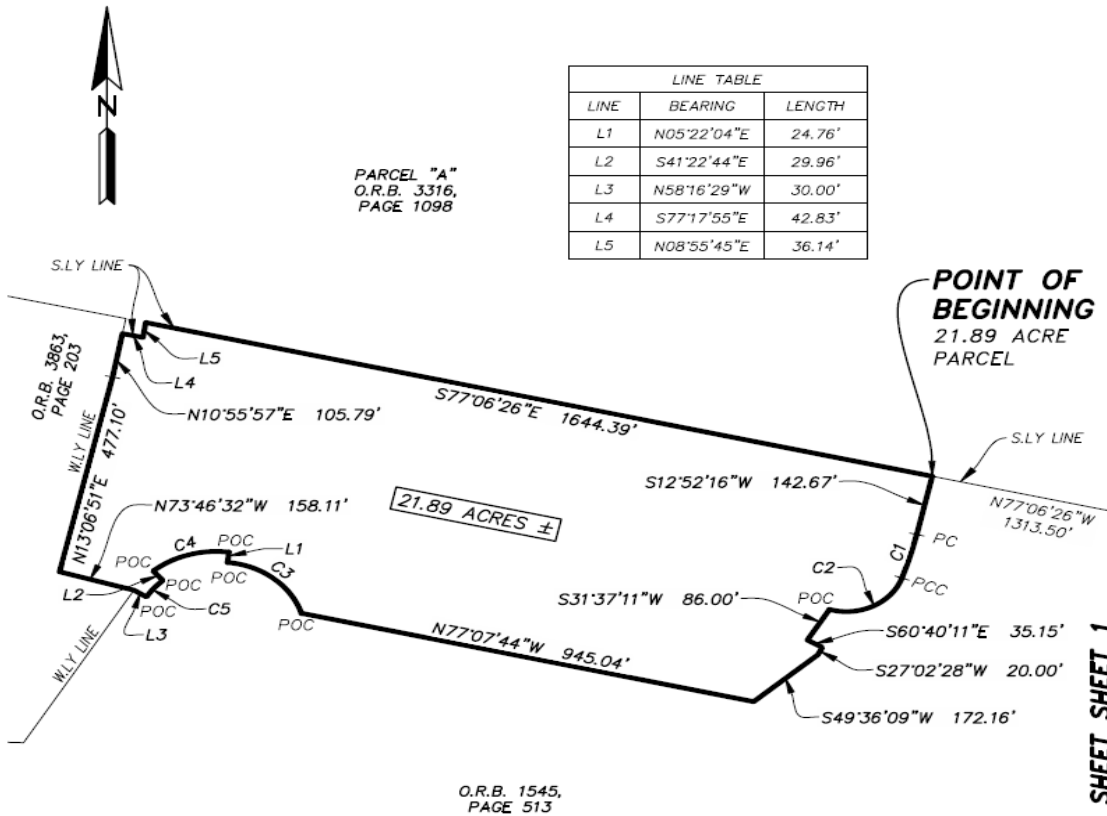 N
LINE TABLE
LINE BEARING LENGTH
L1 N05°22'04"E 24.76'
L2 S41°22'44"E 29.96'
L3 N58°16'29"W 30.00'
L4 S77°17'55"E 42.83'
L5 N08°55'45"E 36.14'
PARCEL "A"
O.R.B. 3316,
PAGE 1098
S.LY LINE
POINT OF
BEGINNING
21.89 ACRE
PARCEL
O.R.B. 3863,
PAGE 203
L5
L4
N10°55'57"E 105.79'
S77°06'26"E 1644.39'
S.LY LINE
N77°06'26"W
1313.50'
W.LY LINE
N13°06'51"E 477.10'
N73°46'32"W 158.11'
21.89 ACRES ±
S12°52'16"W 142.67'
PC
C1
PCC
C2
POC
C4
POC
L1
C3
POC
L2
POC
C5
L3
POC
W.LY LINE
S31°37'11"W 86.00'
N77°07'44"W 945.04'
S60°40'11"E 35.15'
S27°02'28"W 20.00'
S49°36'09"W 172.16'
SHEET SHEET 1
O.R.B. 1545,
PAGE 513